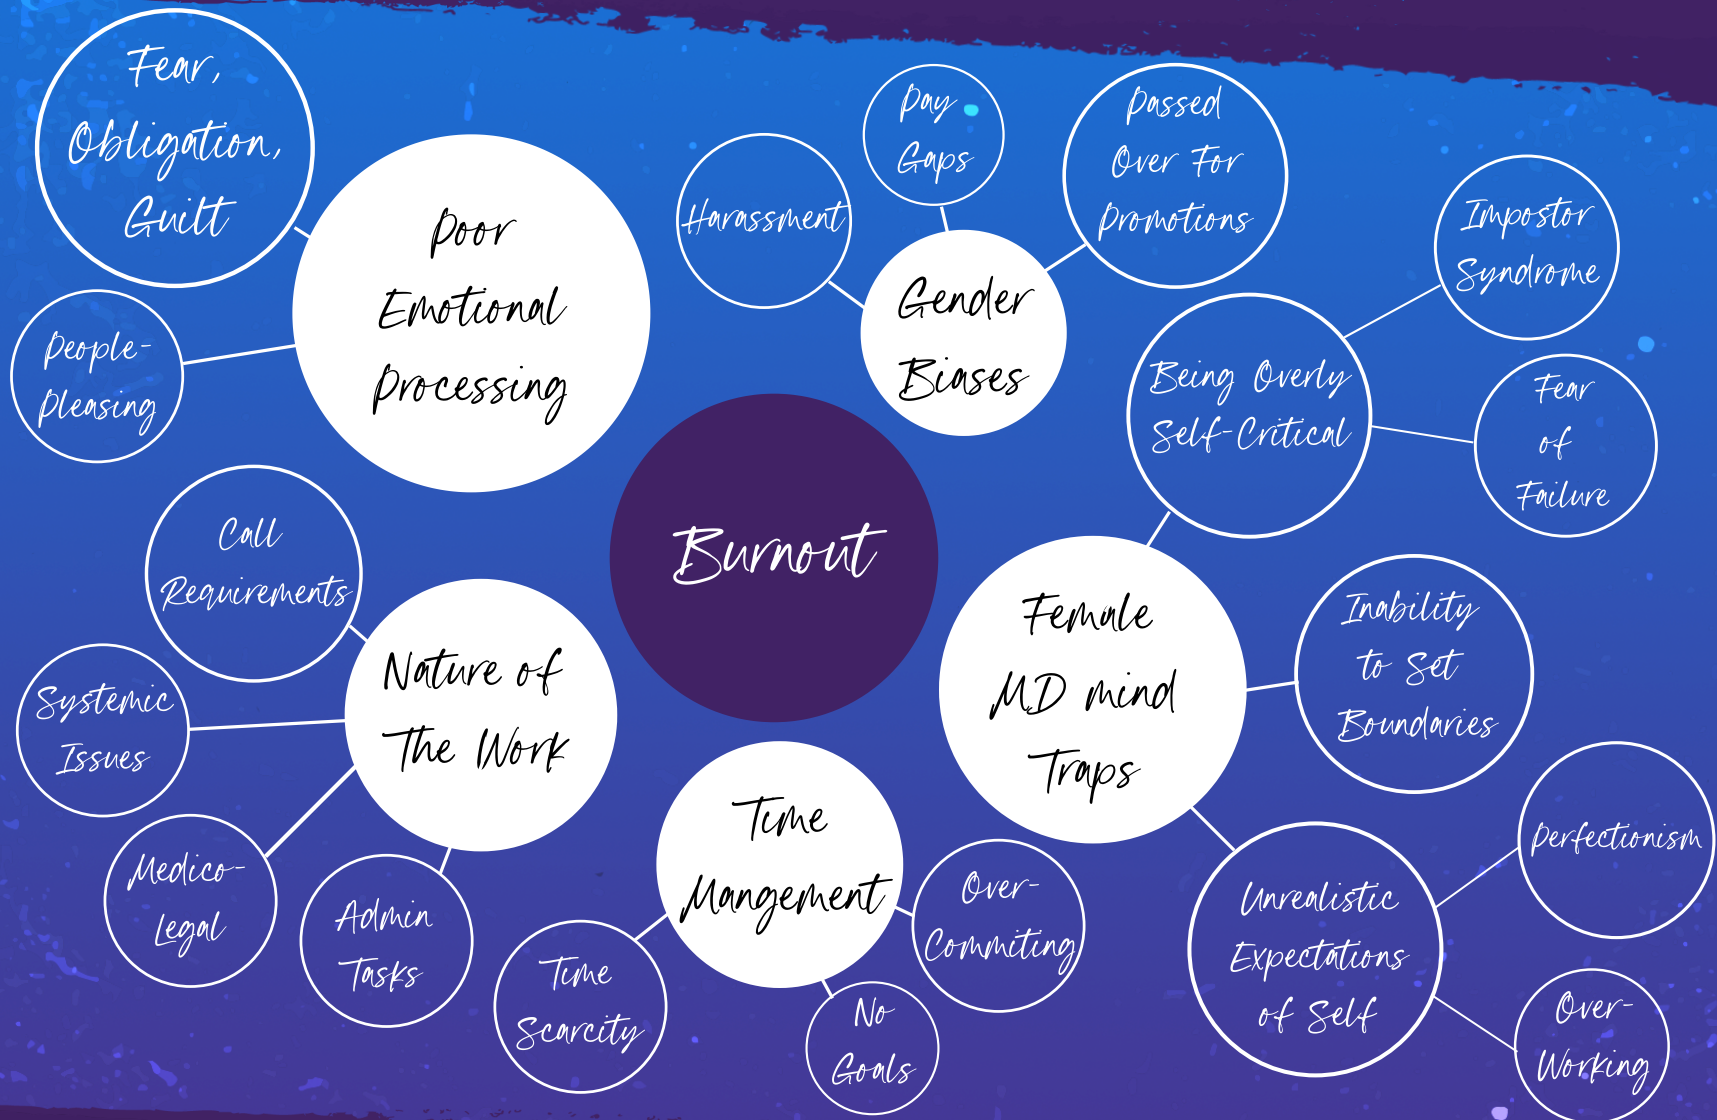 Fear,
Obligation,
Guilt
People-
Pleasing
Poor
Emotional
Processing
Harassment
Pay
Gaps
Passed
Over For
Promotions
Gender
Biases
Impostor
Syndrome
Being Overly
Self-Critical
Fear
of
Failure
Burnout
Call
Requirements
Systemic
Issues
Nature of
The Work
Medico-
Legal
Admin
Tasks
Time
Mangement
Time
Scarcity
No
Goals
Over-
Commiting
Female
MD mind
Traps
Inability
to Set
Boundaries
Unrealistic
Expectations
of Self
Perfectionism
Over-
Working